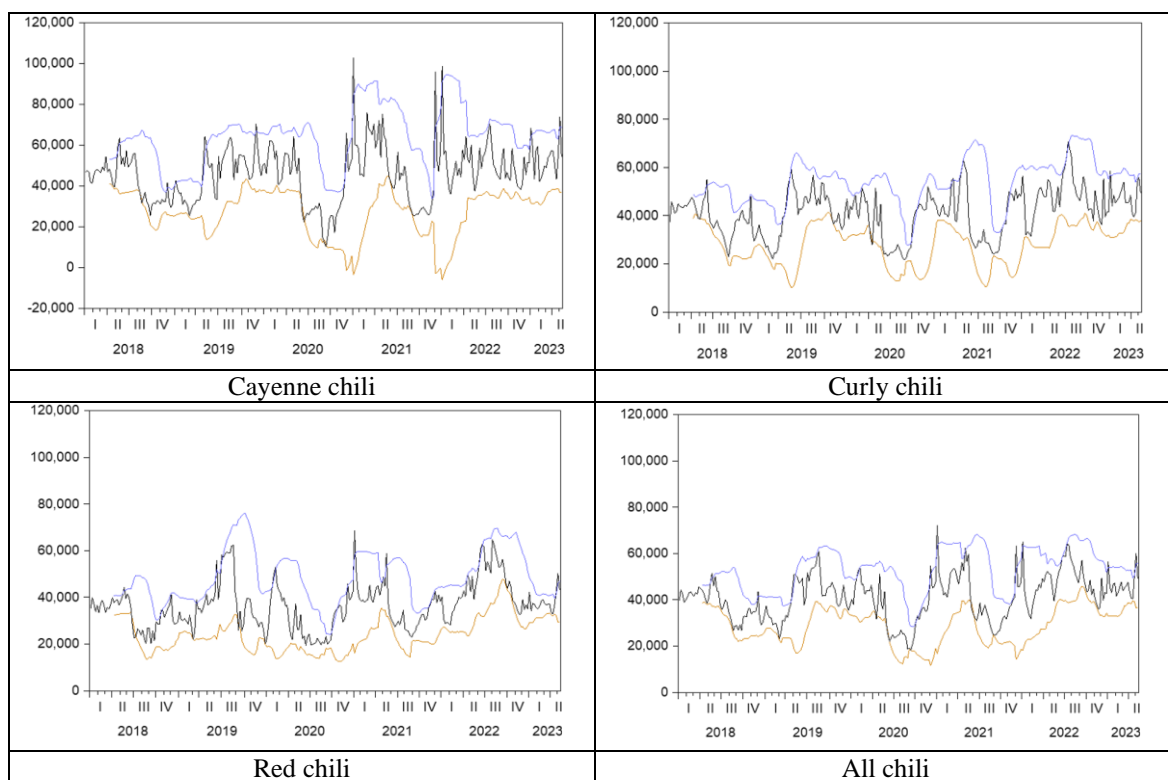 120,000
100,000
80,000
60,000
40,000
20,000
0
-20,000
I II III IV I II III IV I II III IV I II III IV I II III IV I II
2018 2019 2020 2021 2022 2023
Cayenne chili
120,000
100,000
80,000
60,000
40,000
20,000
0
I II III IV I II III IV I II III IV I II III IV I II III IV I II
2018 2019 2020 2021 2022 2023
Curly chili
120,000
100,000
80,000
60,000
40,000
20,000
0
I II III IV I II III IV I II III IV I II III IV I II III IV I II
2018 2019 2020 2021 2022 2023
Red chili
120,000
100,000
80,000
60,000
40,000
20,000
0
I II III IV I II III IV I II III IV I II III IV I II III IV I II
2018 2019 2020 2021 2022 2023
All chili